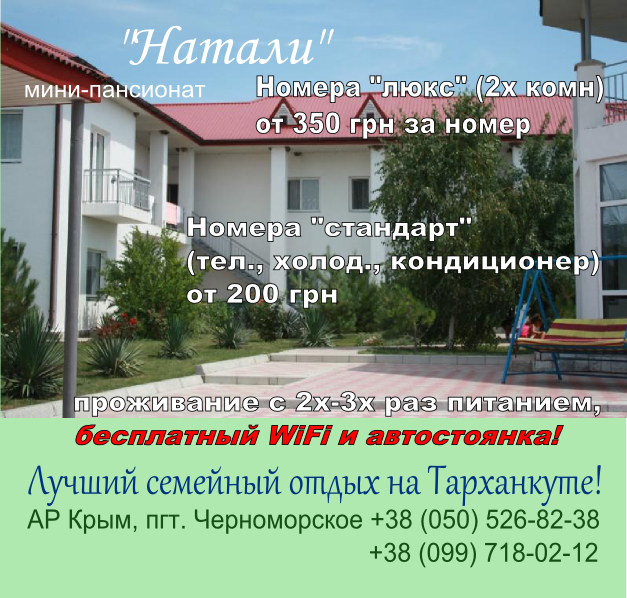 "Натали"
мини-пансионат
Номера "люкс" (2х комн)
от 350 грн за номер
Номера "стандарт"
(тел., холод., кондиционер)
от 200 грн
проживание с 2х-3х раз питанием,
бесплатный WiFi и автостоянка!
Лучший семейный отдых на Тарханкуте!
АР Крым, пгт. Черноморское +38 (050) 526-82-38
+38 (099) 718-02-12